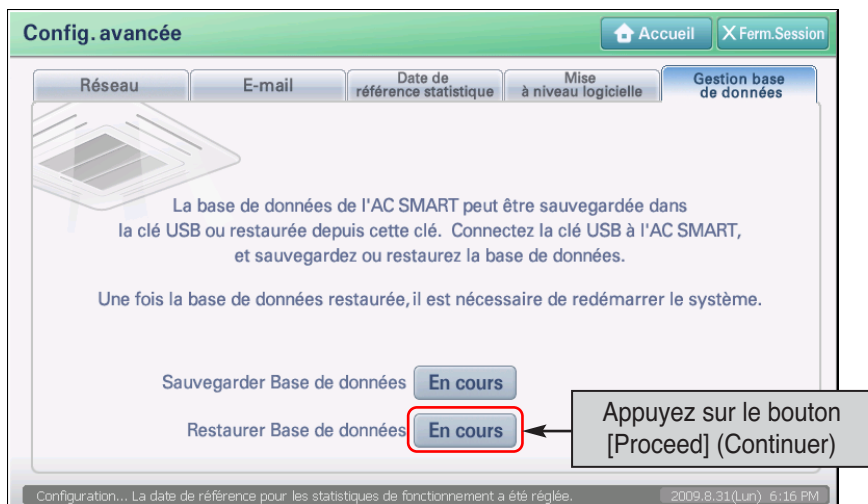 Config. avancée
Accueil
X Ferm.Session
Réseau
E-mail
Date de
référence statistique
Mise
à niveau logicielle
Gestion base
de données
La base de données de l'AC SMART peut être sauvegardée dans
la clé USB ou restaurée depuis cette clé. Connectez la clé USB à l'AC SMART,
et sauvegardez ou restaurez la base de données.
Une fois la base de données restaurée, il est nécessaire de redémarrer le système.
Sauvegarder Base de données En cours
Restaurer Base de données En cours
Appuyez sur le bouton
[Proceed] (Continuer)
Configuration... La date de référence pour les statistiques de fonctionnement a été réglée.
2009.8.31(Lun) 6:16 PM